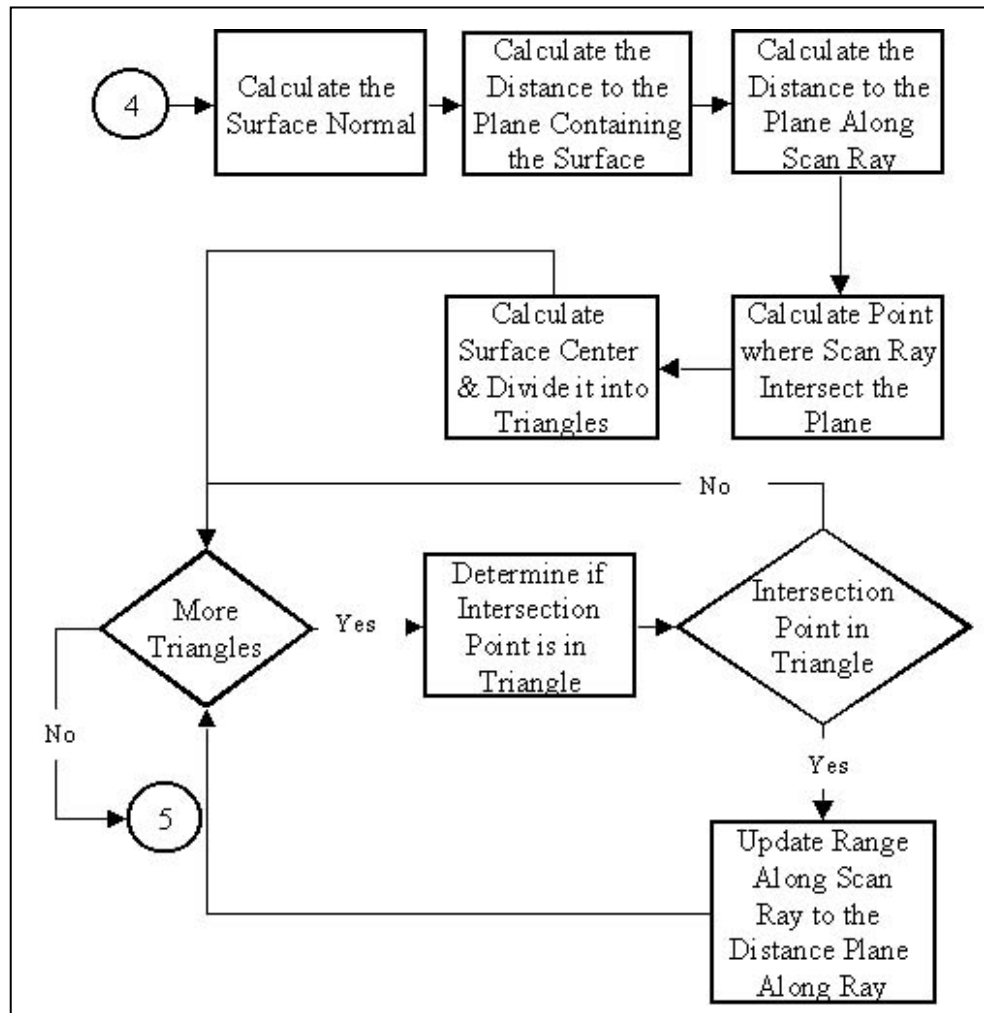 4
Calculate the
Surface Normal
Calculate the
Distance to the
Plane Containing
the Surface
Calculate the
Distance to the
Plane Along
Scan Ray
Calculate
Surface Center
& Divide it into
Triangles
Calculate Point
where Scan Ray
Intersect the
Plane
No
More
Triangles
Yes
Determine if
Intersection
Point is in
Triangle
Intersection
Point in
Triangle
No
Yes
5
Update Range
Along Scan
Ray to the
Distance Plane
Along Ray